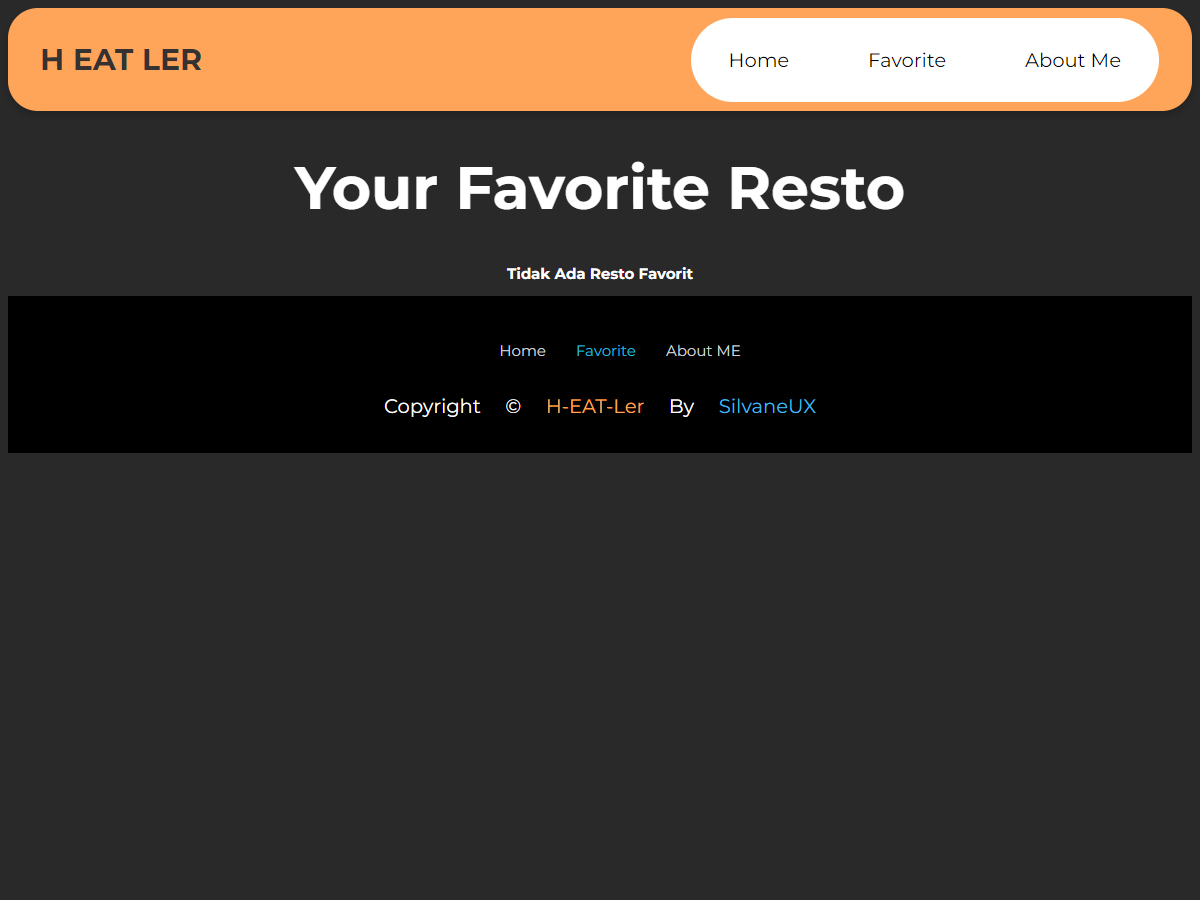 H EAT LER
Home Favorite About Me
Your Favorite Resto
Tidak Ada Resto Favorit
Home Favorite About ME
Copyright © H-EAT-Ler By SilvaneUX